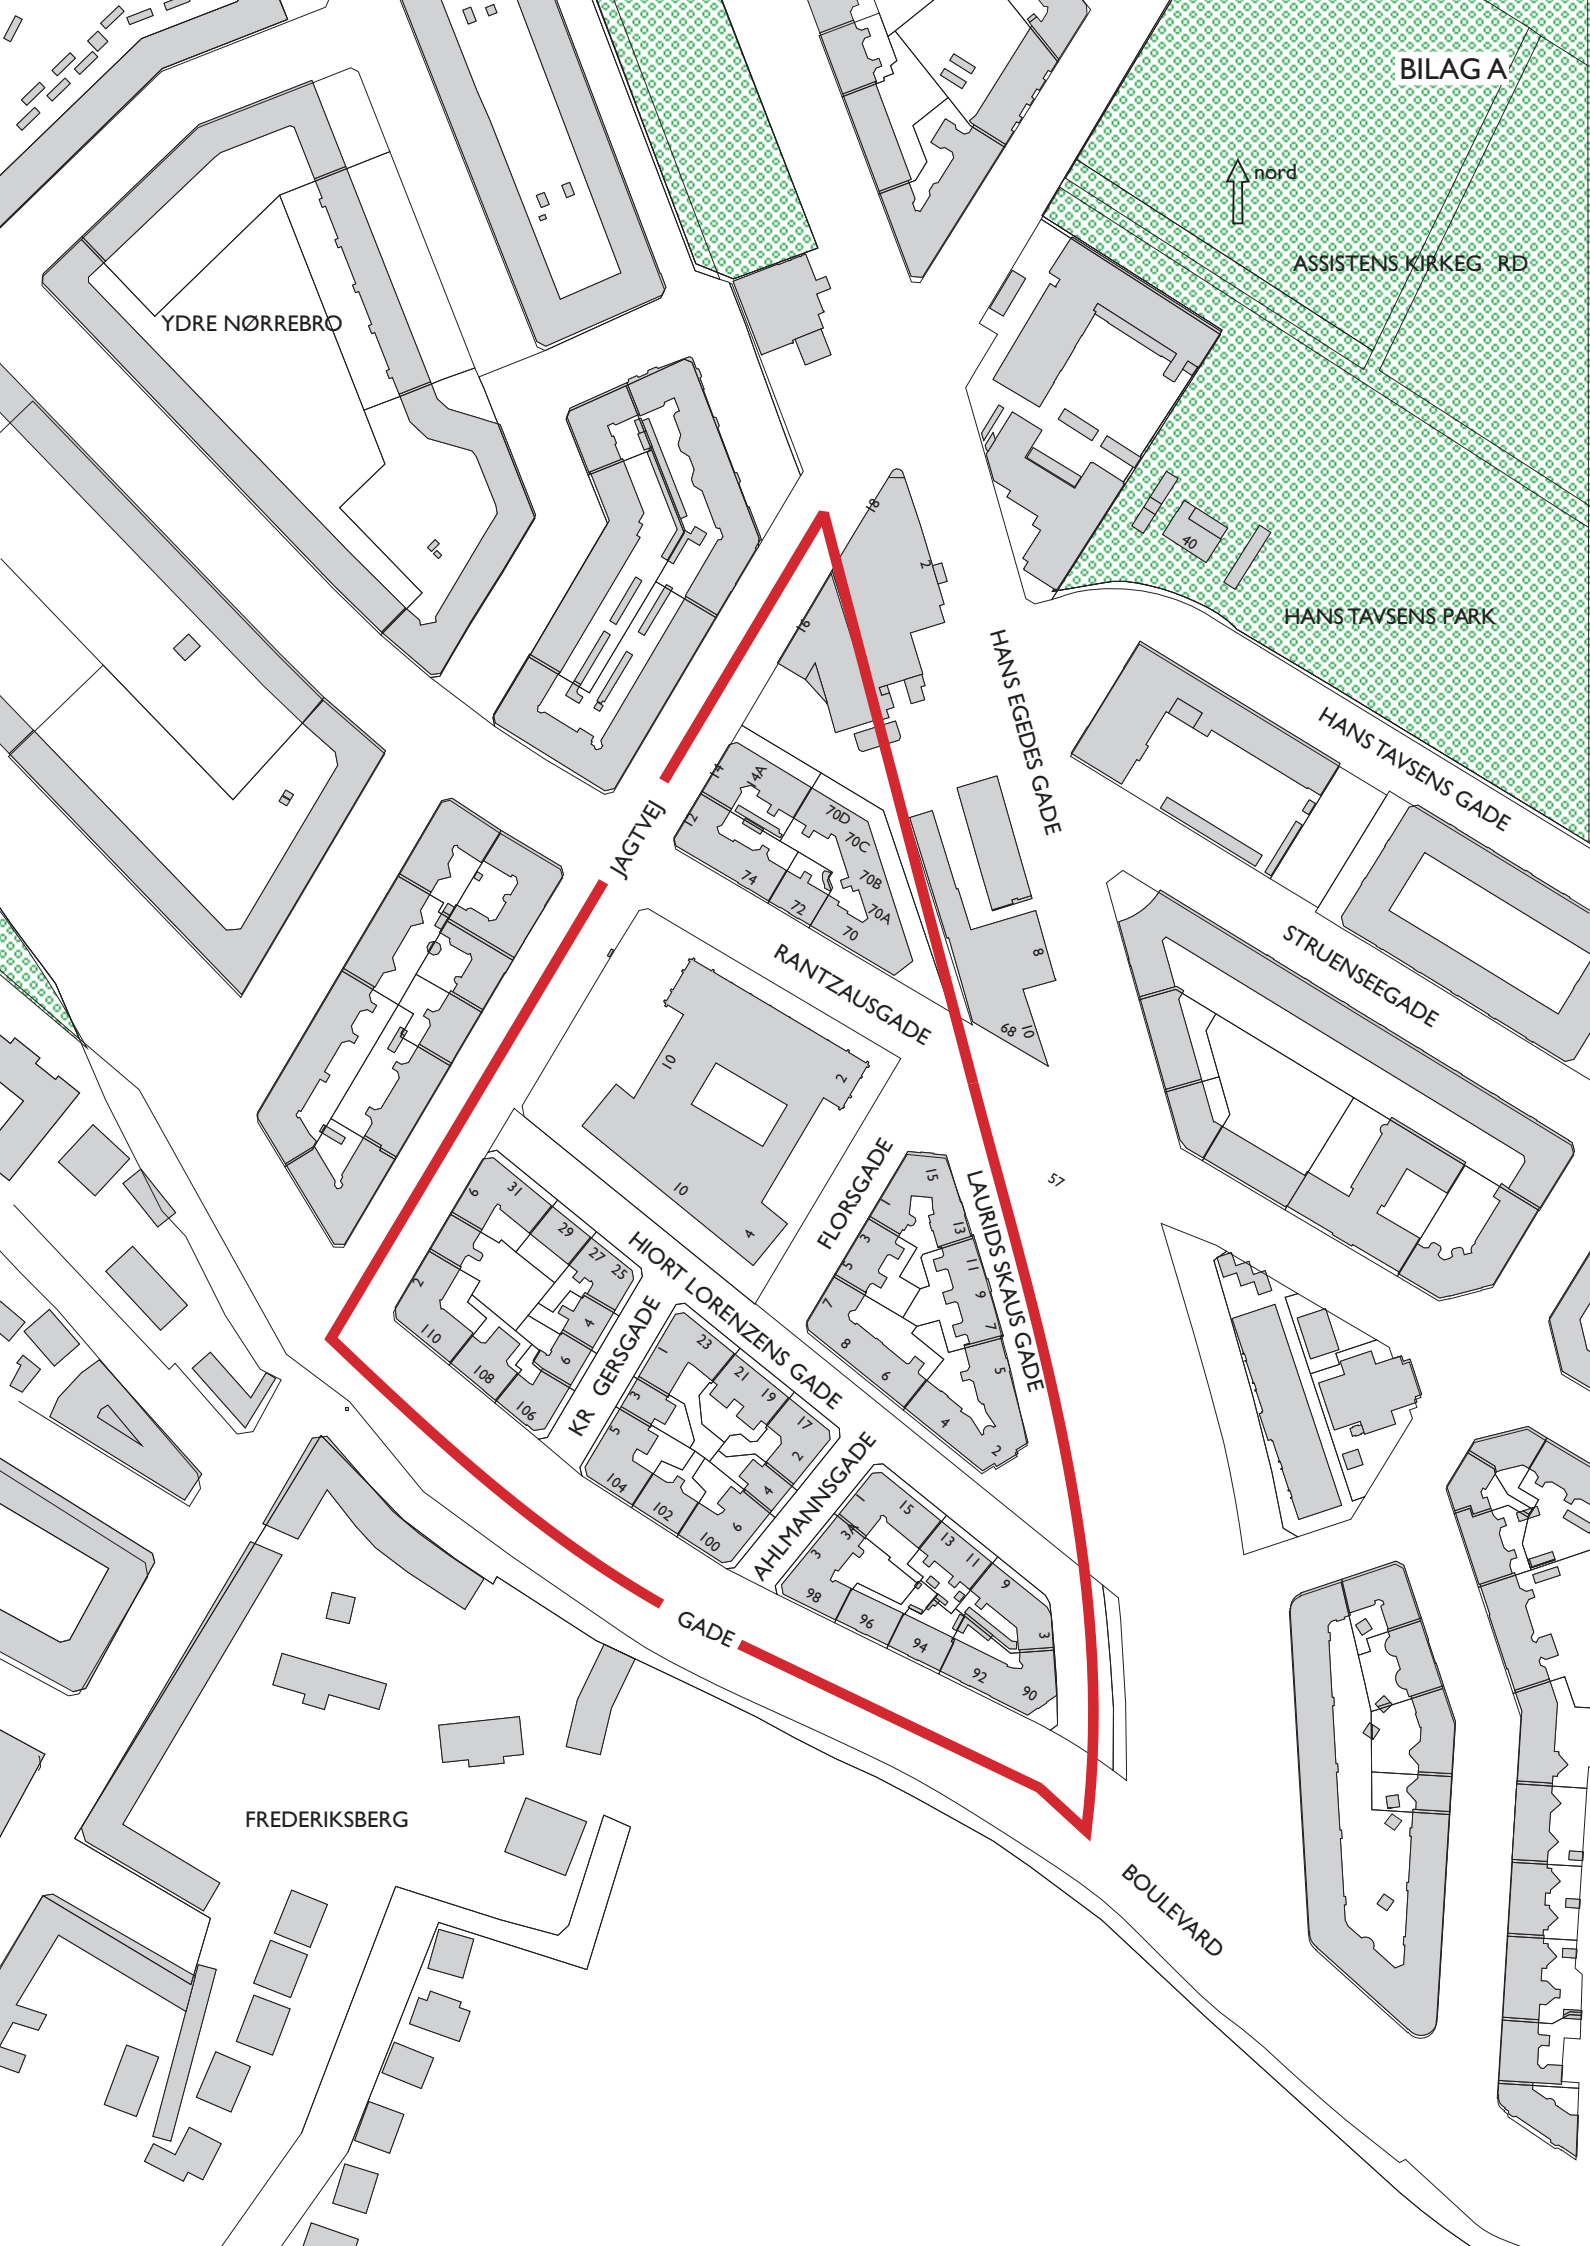 BILAG A
nord
ASSISTENS KIRKEG RD
YDRE NØRREBRO
18
2
40
HANS TAVSENS PARK
16
HANS EGEDES GADE
HANS TAVSENS GADE
14
14A
12
70D
70C
70B
70A
74
72
70
JAGTVEJ
8
68
10
RANTZAUSGADE
STRUENSEEGADE
10
2
10
4
57
FLORSGADE
LAURIDS SKAUS GADE
15
1
13
3
11
5
9
7
7
8
6
5
4
2
6
31
29
27
25
2
4
6
110
108
106
HIORT LORENZENS GADE
KR GERSGADE
23
1
21
19
17
3
2
5
4
104
102
6
100
AHLMANNSGADE
15
1
13
3A
11
3
9
98
96
94
3
92
90
GADE
FREDERIKSBERG
BOULEVARD